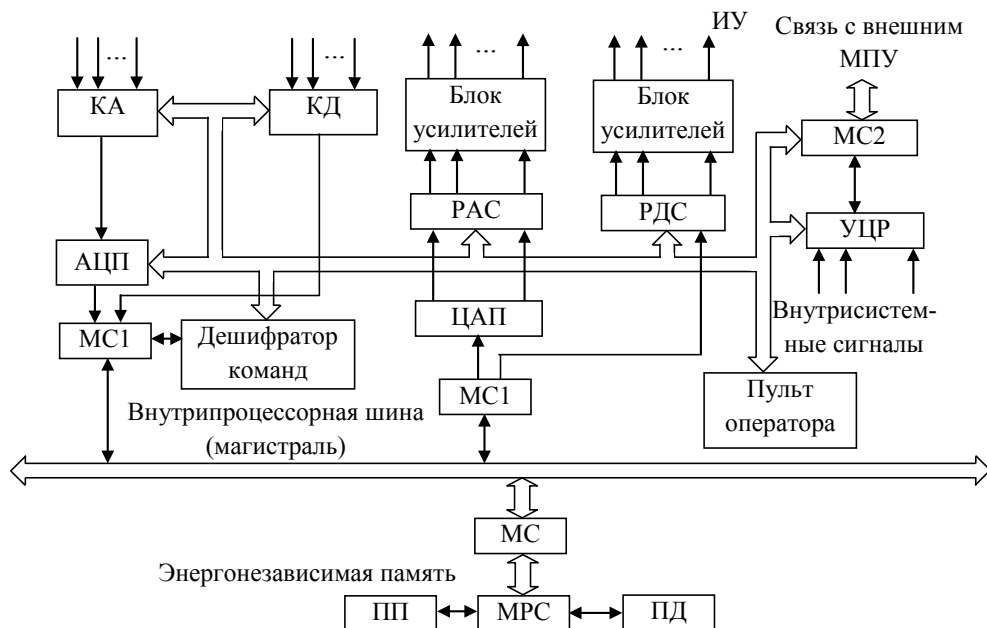 ИУ
Связь с внешним
МПУ
...
...
...
...
КА
КД
Блок
усилителей
Блок
усилителей
МС2
РАС
РДС
УЦР
АЦП
ЦАП
Внутрисистем-
ные сигналы
МС1
Дешифратор
команд
МС1
Пульт
оператора
Внутрипроцессорная шина
(магистраль)
МС
Энергонезависимая память
ПП
МРС
ПД